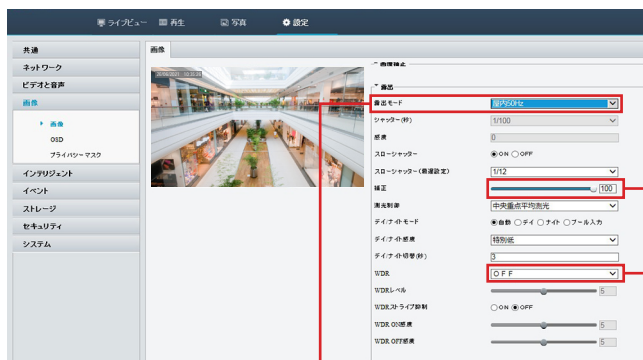 ライブビュー 再生 写真 設定
共通
ネットワーク
ビデオと音声
画像
画像
OSD
プライバシーマスク
インテリジェント
イベント
ストレージ
セキュリティ
システム
画像
画像補正
露出
露出モード 屋内50Hz
シャッター(秒) 1/100
感度 0
スローシャッター ON OFF
スローシャッター(最遅設定) 1/12
補正 100
測光制御 中央重点平均測光
デイ/ナイトモード 自動 デイ ナイト プール入力
デイ/ナイト感度 特別低
デイ/ナイト切替(秒) 3
WDR OFF
WDRレベル 5
WDRストライプ抑制 ON OFF
WDR ON感度 5
WDR OFF感度 5